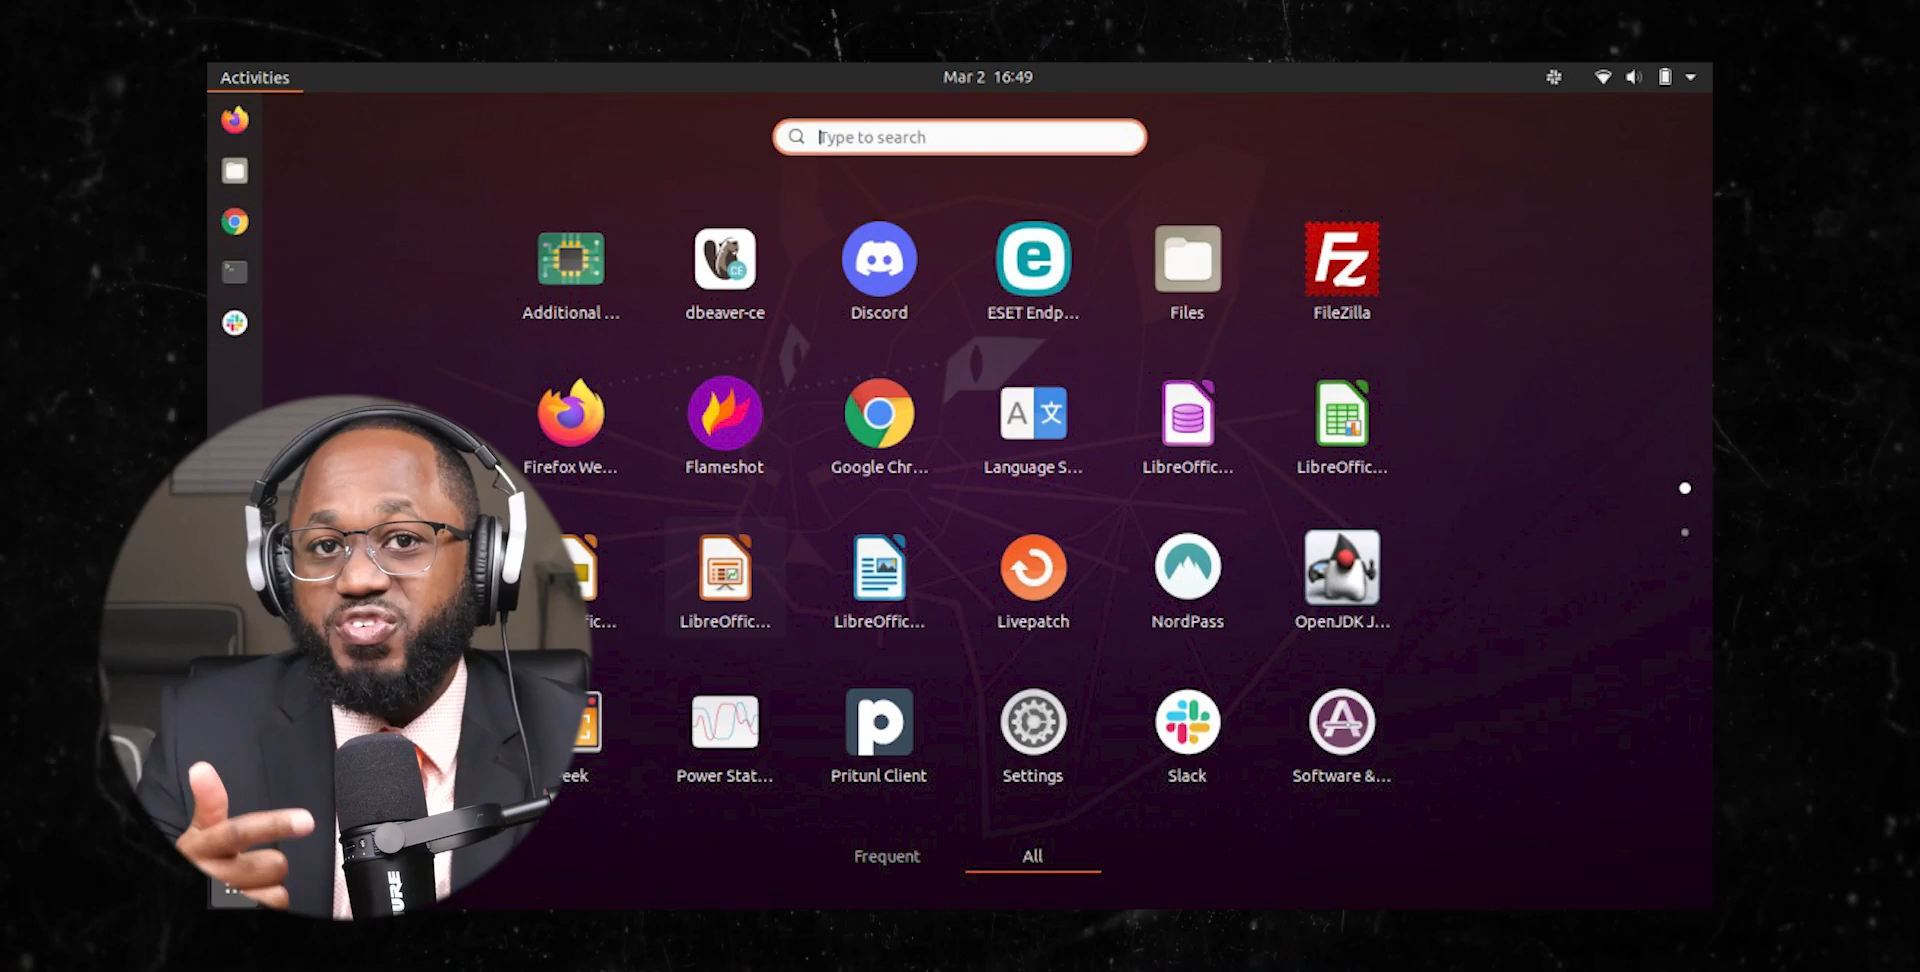 Activities
Mar 2 16:49
Type to search
Additional ...
dbeaver-ce
Discord
ESET Endp...
Files
FileZilla
Firefox We...
Flameshot
Google Chr...
Language S...
LibreOffic...
LibreOffic...
fic...
LibreOffic...
LibreOffic...
Livepatch
NordPass
OpenJDK J...
eek
Power Stat...
Pritunl Client
Settings
Slack
Software &...
Frequent
All